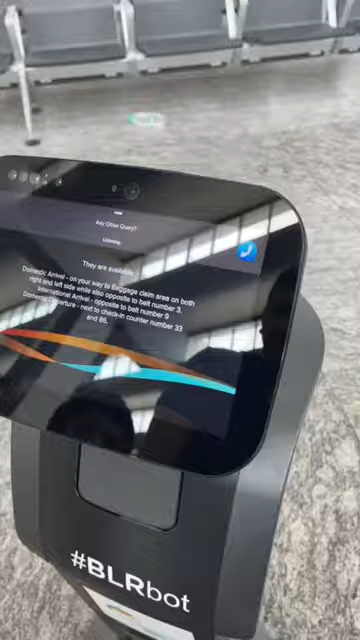 Any Other Query?
Listening..
They are available
Domestic Arrival - on your way to Baggage claim area on both
right and left side while also opposite to belt number 3.
International Arrival - opposite to belt number 9
Domestic Departure - next to check-in counter number 33
and 86.
#BLRbot